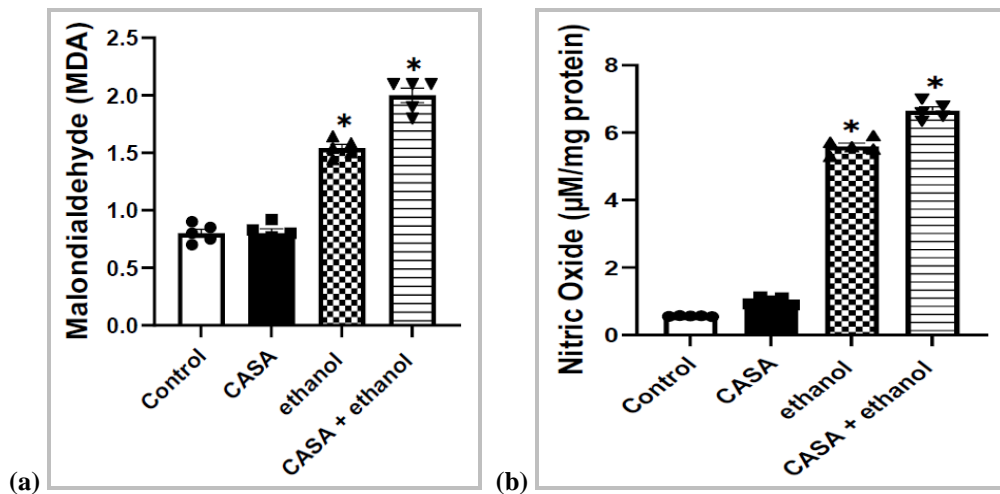 (a)
Malondialdehyde (MDA)
2.5
2.0
1.5
1.0
0.5
0.0
*
*
Control
CASA
ethanol
CASA + ethanol
(b)
Nitric Oxide (µM/mg protein)
8
6
4
2
0
*
*
Control
CASA
ethanol
CASA + ethanol